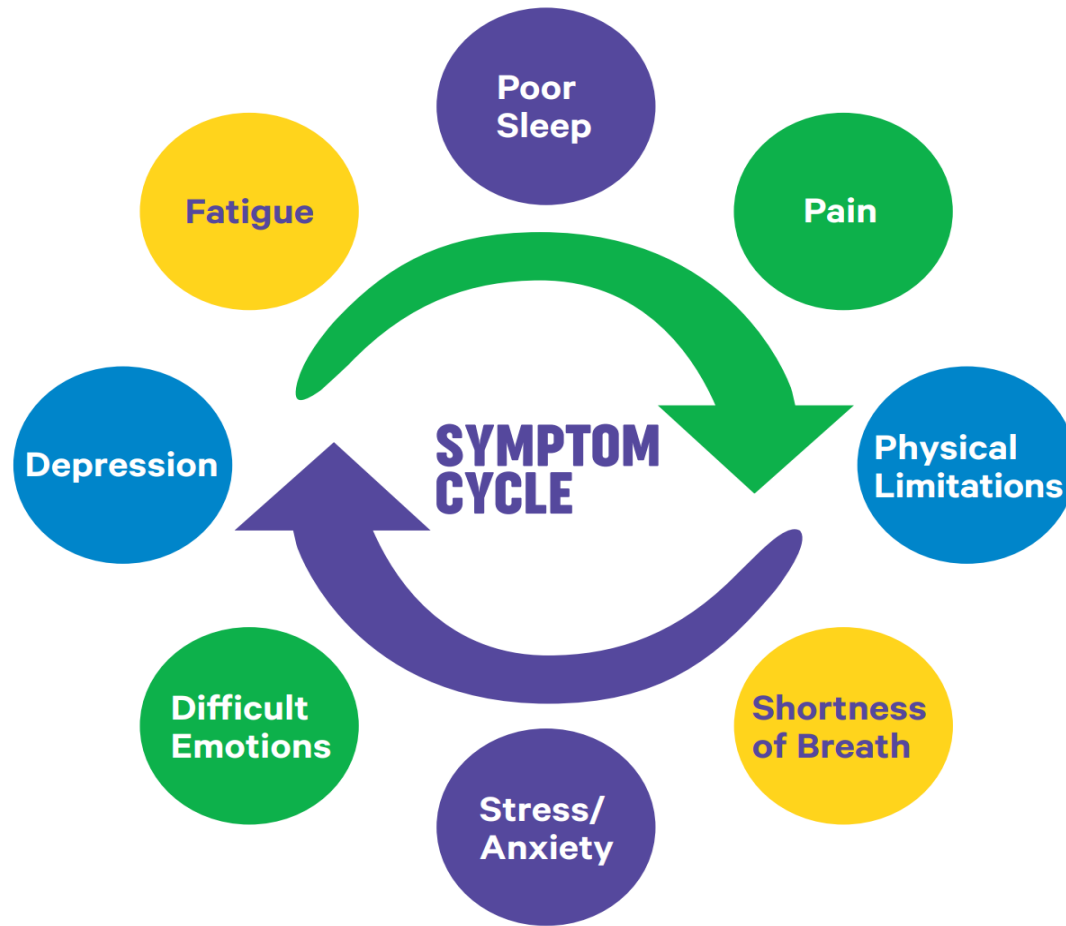 Poor
Sleep
Pain
Physical
Limitations
Shortness
of Breath
Stress/
Anxiety
Difficult
Emotions
Depression
Fatigue
SYMPTOM
CYCLE